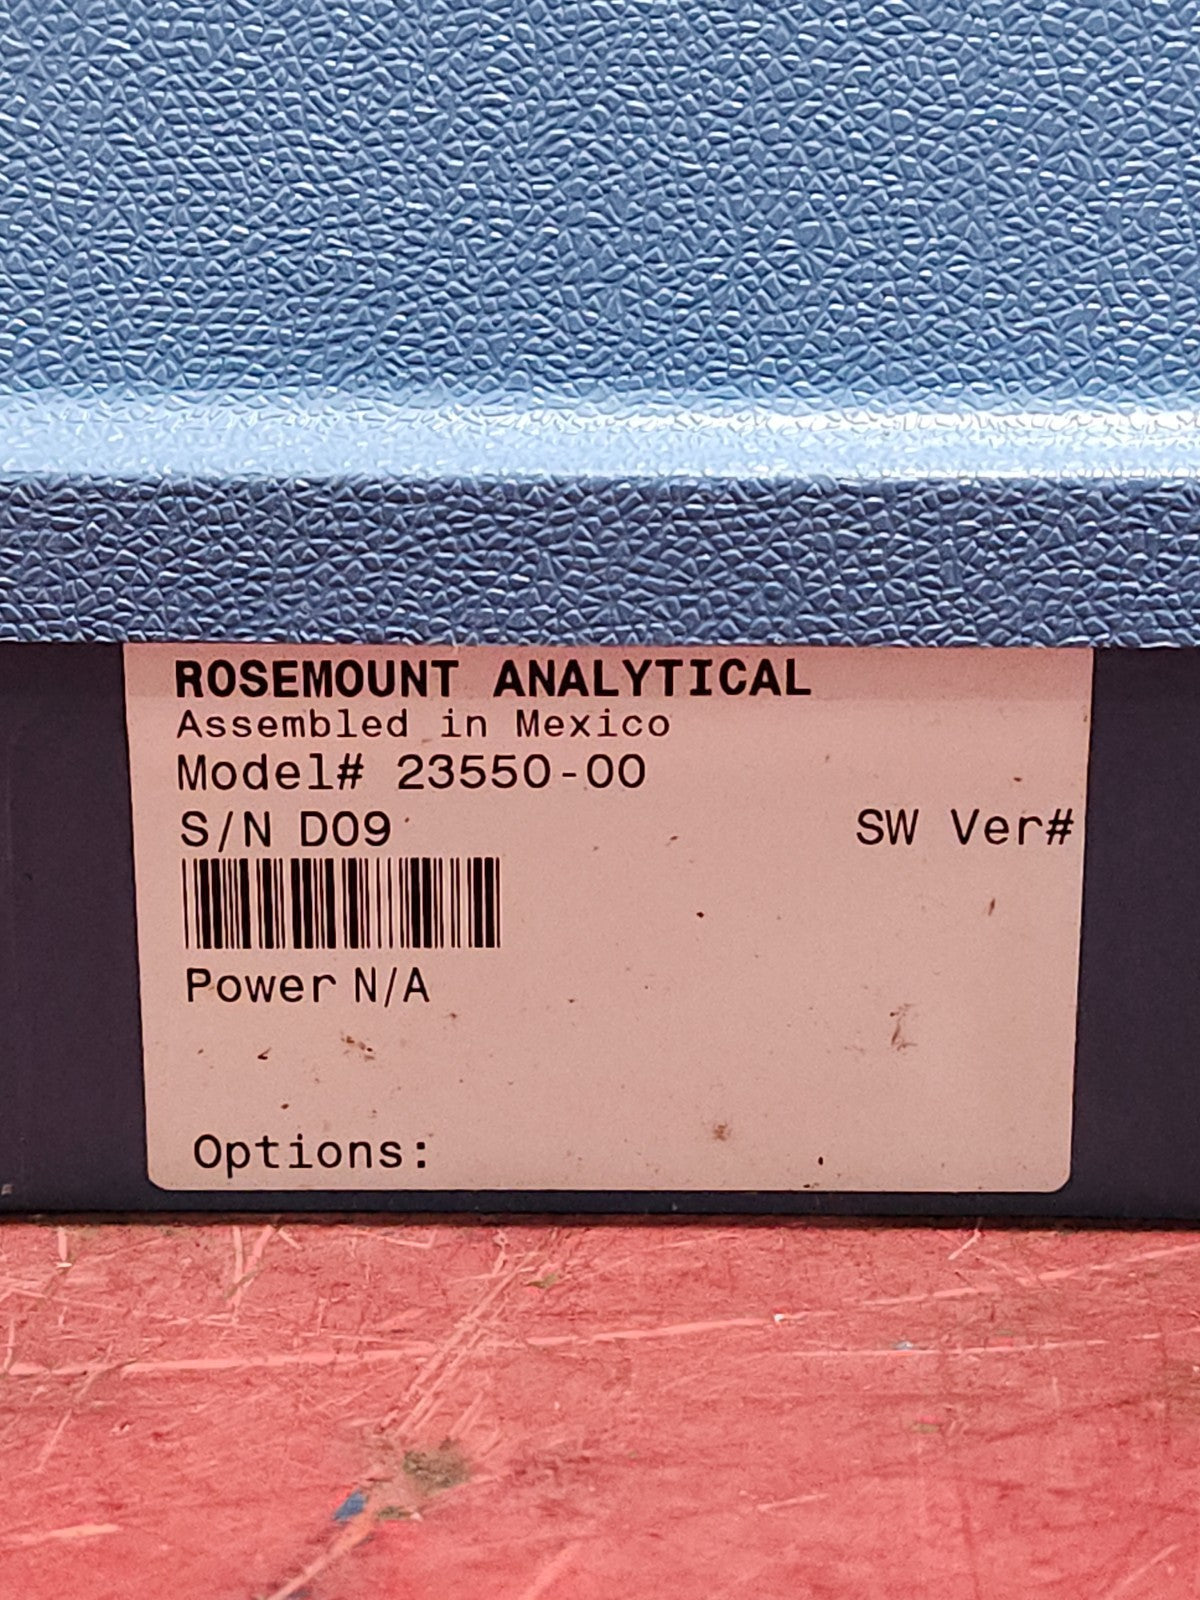 ROSEMOUNT ANALYTICAL
Assembled in Mexico
Model# 23550-00
S/N D09
SW Ver#
Power N/A
Options: